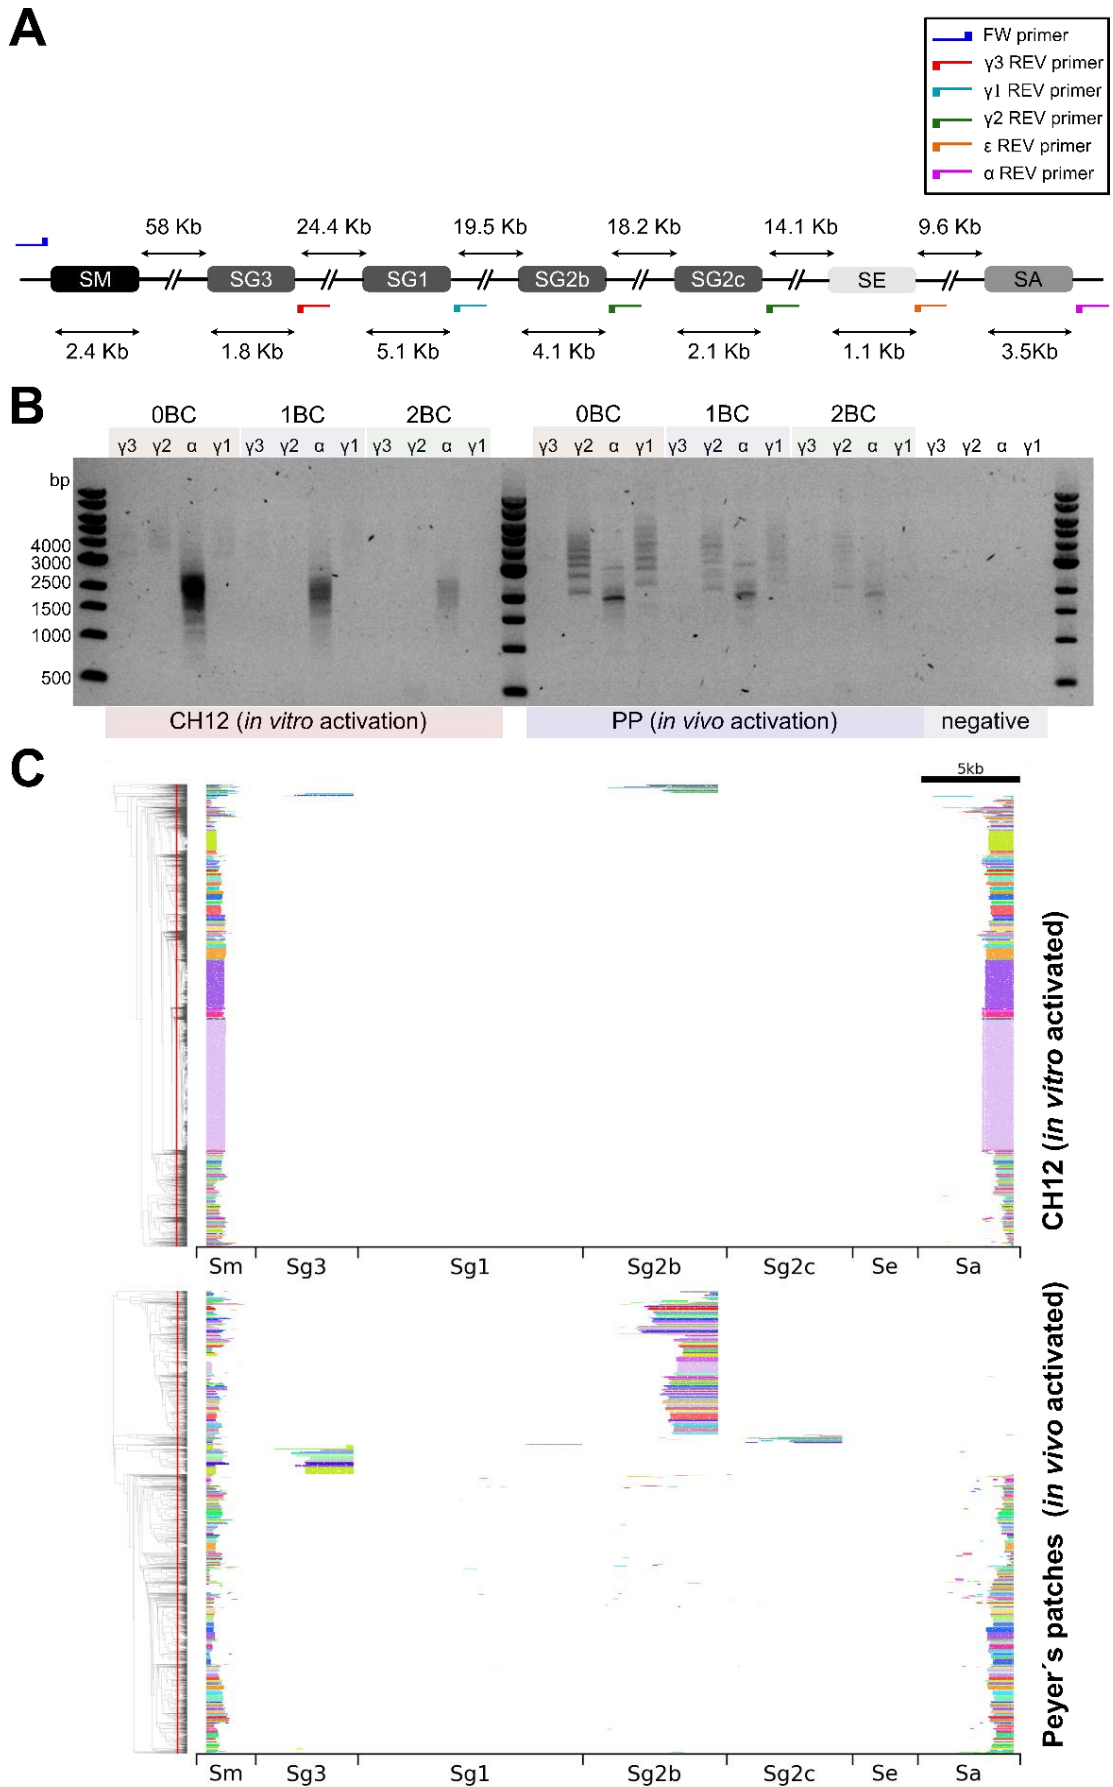 A
FW primer
γ3 REV primer
γ1 REV primer
γ2 REV primer
ε REV primer
α REV primer
58 Kb 24.4 Kb 19.5 Kb 18.2 Kb 14.1 Kb 9.6 Kb
SM SG3 SG1 SG2b SG2c SE SA
2.4 Kb 1.8 Kb 5.1 Kb 4.1 Kb 2.1 Kb 1.1 Kb 3.5Kb
B
0BC 1BC 2BC 0BC 1BC 2BC
γ3 γ2 α γ1 γ3 γ2 α γ1 γ3 γ2 α γ1 γ3 γ2 α γ1 γ3 γ2 α γ1 γ3 γ2 α γ1 γ3 γ2 α γ1
bp
4000
3000
2500
1500
1000
500
CH12 (in vitro activation) PP (in vivo activation) negative
C
5kb
CH12 (in vitro activated)
Sm Sg3 Sg1 Sg2b Sg2c Se Sa
Peyer´s patches (in vivo activated)
Sm Sg3 Sg1 Sg2b Sg2c Se Sa